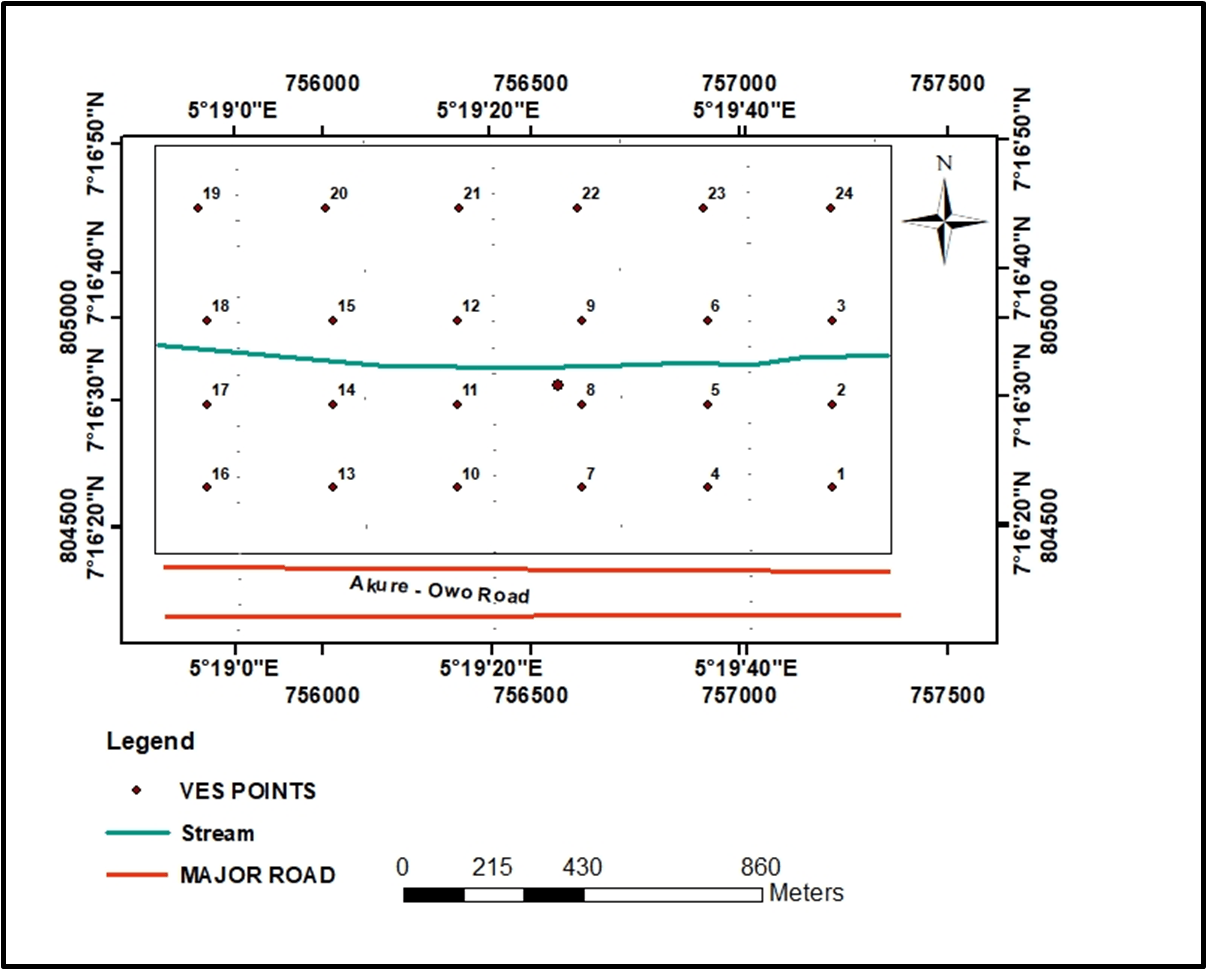 756000 756500 757000 757500
5°19'0"E 5°19'20"E 5°19'40"E
7°16'50"N 7°16'50"N
N
19 20 21 22 23 24
7°16'40"N 7°16'40"N
18 15 12 9 6 3
805000 805000
7°16'30"N 7°16'30"N
17 14 11 8 5 2
16 13 10 7 4 1
804500 804500
7°16'20"N 7°16'20"N
Akure - Owo Road
5°19'0"E 5°19'20"E 5°19'40"E
756000 756500 757000 757500
Legend
VES POINTS
Stream
MAJOR ROAD
0 215 430 860
Meters